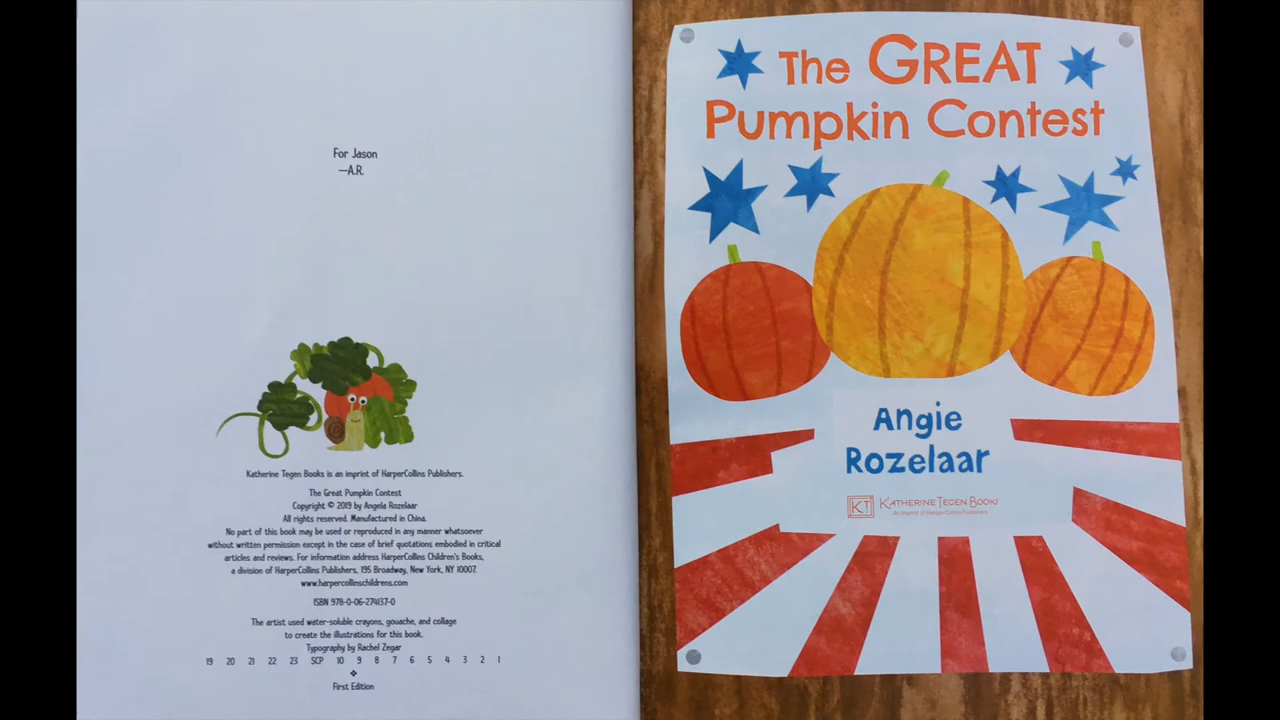 For Jason
—A.R.
Katherine Tegen Books is an imprint of HarperCollins Publishers.
The Great Pumpkin Contest
Copyright © 2019 by Angela Rozelaar
All rights reserved. Manufactured in China.
No part of this book may be used or reproduced in any manner whatsoever
without written permission except in the case of brief quotations embodied in critical
articles and reviews. For information address HarperCollins Children's Books,
a division of HarperCollins Publishers, 195 Broadway, New York, NY 10007.
www.harpercollinschildrens.com
ISBN 978-0-06-274137-0
The artist used water-soluble crayons, gouache, and collage
to create the illustrations for this book.
Typography by Rachel Zegar
19 20 21 22 23 SCP 10 9 8 7 6 5 4 3 2 1
❖
First Edition
The GREAT
Pumpkin Contest
Angie
Rozelaar
KT KATHERINE TEGEN BOOKS
An Imprint of HarperCollinsPublishers